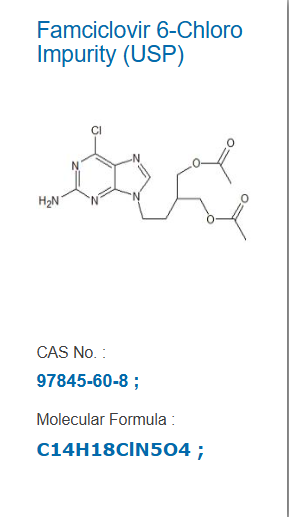 Famciclovir 6-Chloro
Impurity (USP)
Cl
N
N
O
O
H₂N
N
N
O
O
CAS No. :
97845-60-8 ;
Molecular Formula :
C14H18ClN5O4 ;